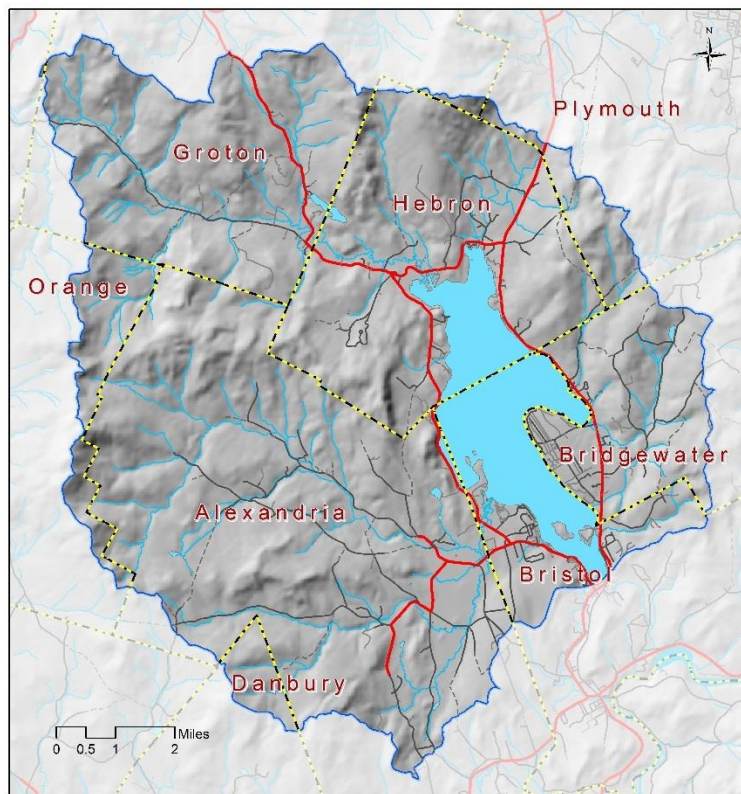 N
Plymouth
Groton
Hebron
Orange
Bridgewater
Alexandria
Bristol
Danbury
Miles
0 0.5 1 2